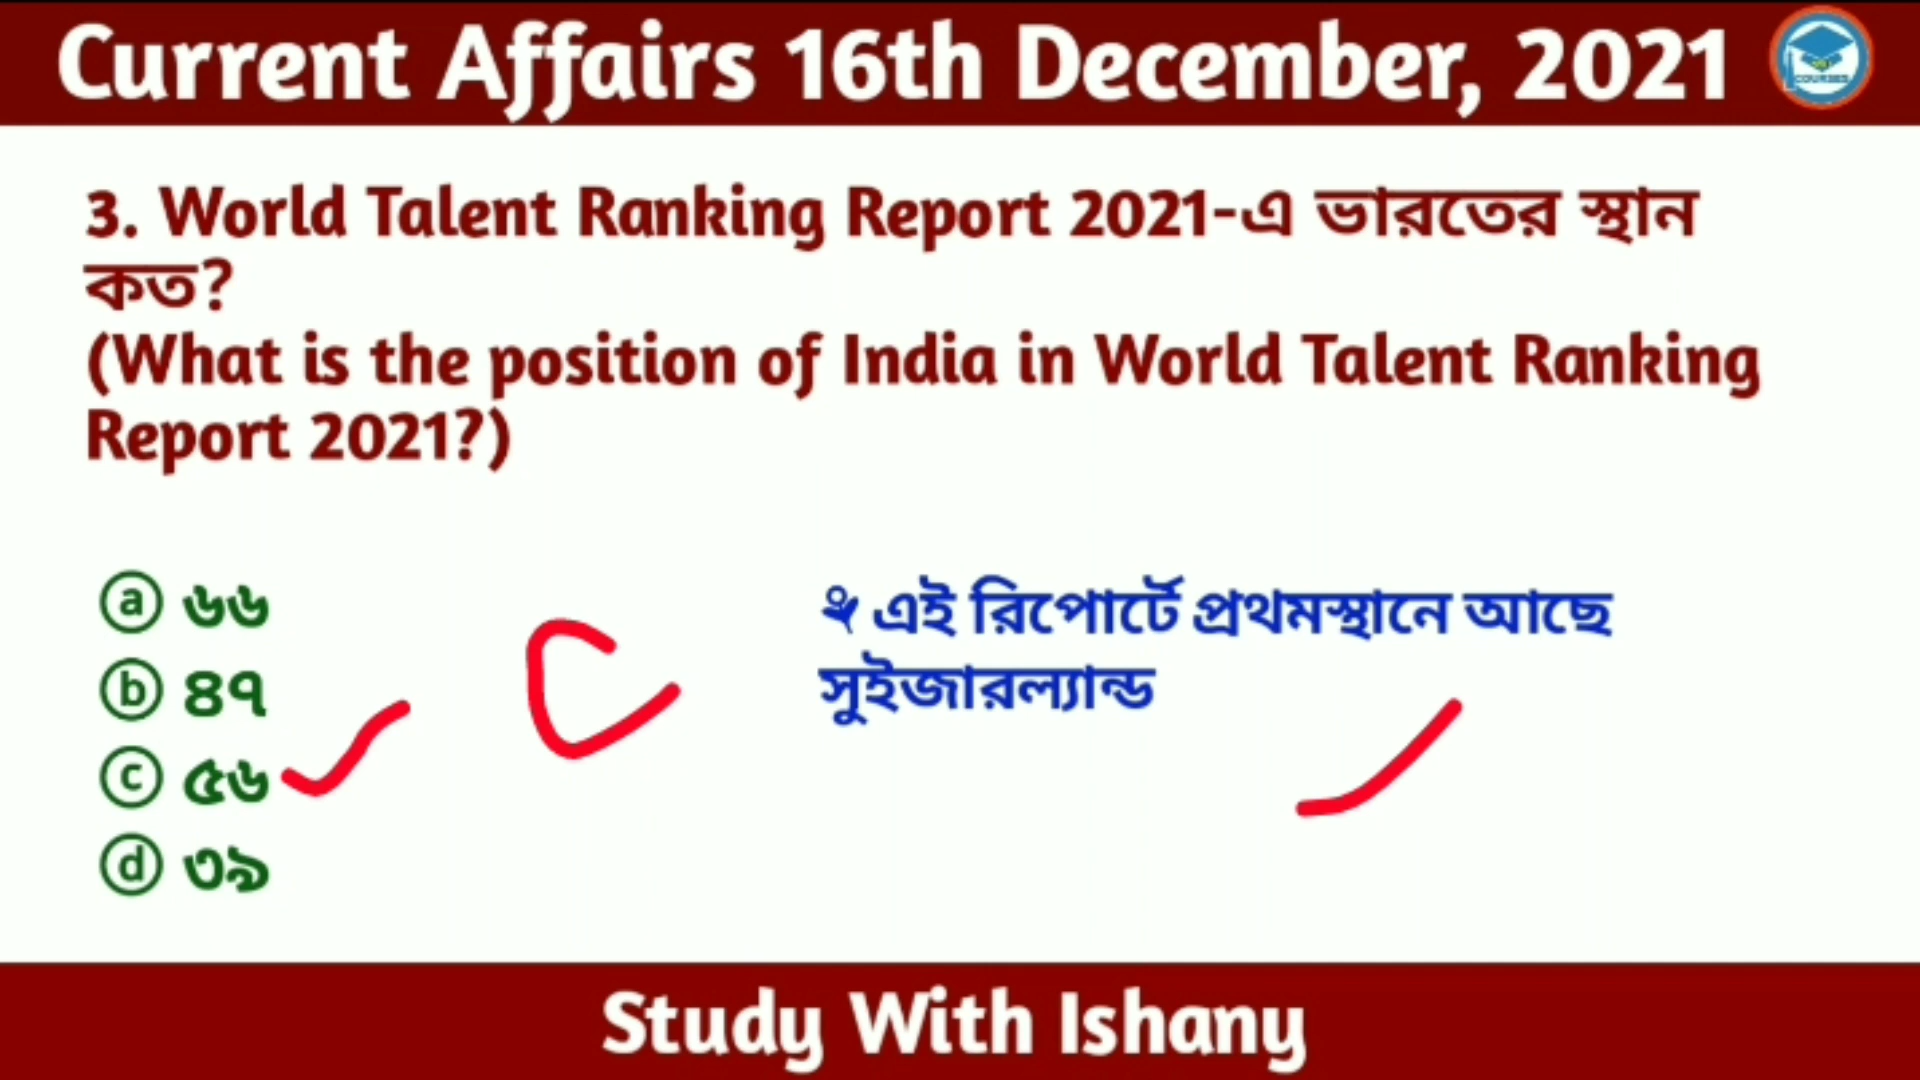 Current Affairs 16th December, 2021
COURSES
3. World Talent Ranking Report 2021-এ ভারতের স্থান
কত?
(What is the position of India in World Talent Ranking
Report 2021?)
ⓐ ৬৬
ⓑ ৪৭
ⓒ ৫৬
ⓓ ৩৯
C
এই রিপোর্টে প্রথমস্থানে আছে
সুইজারল্যান্ড
Study With Ishany